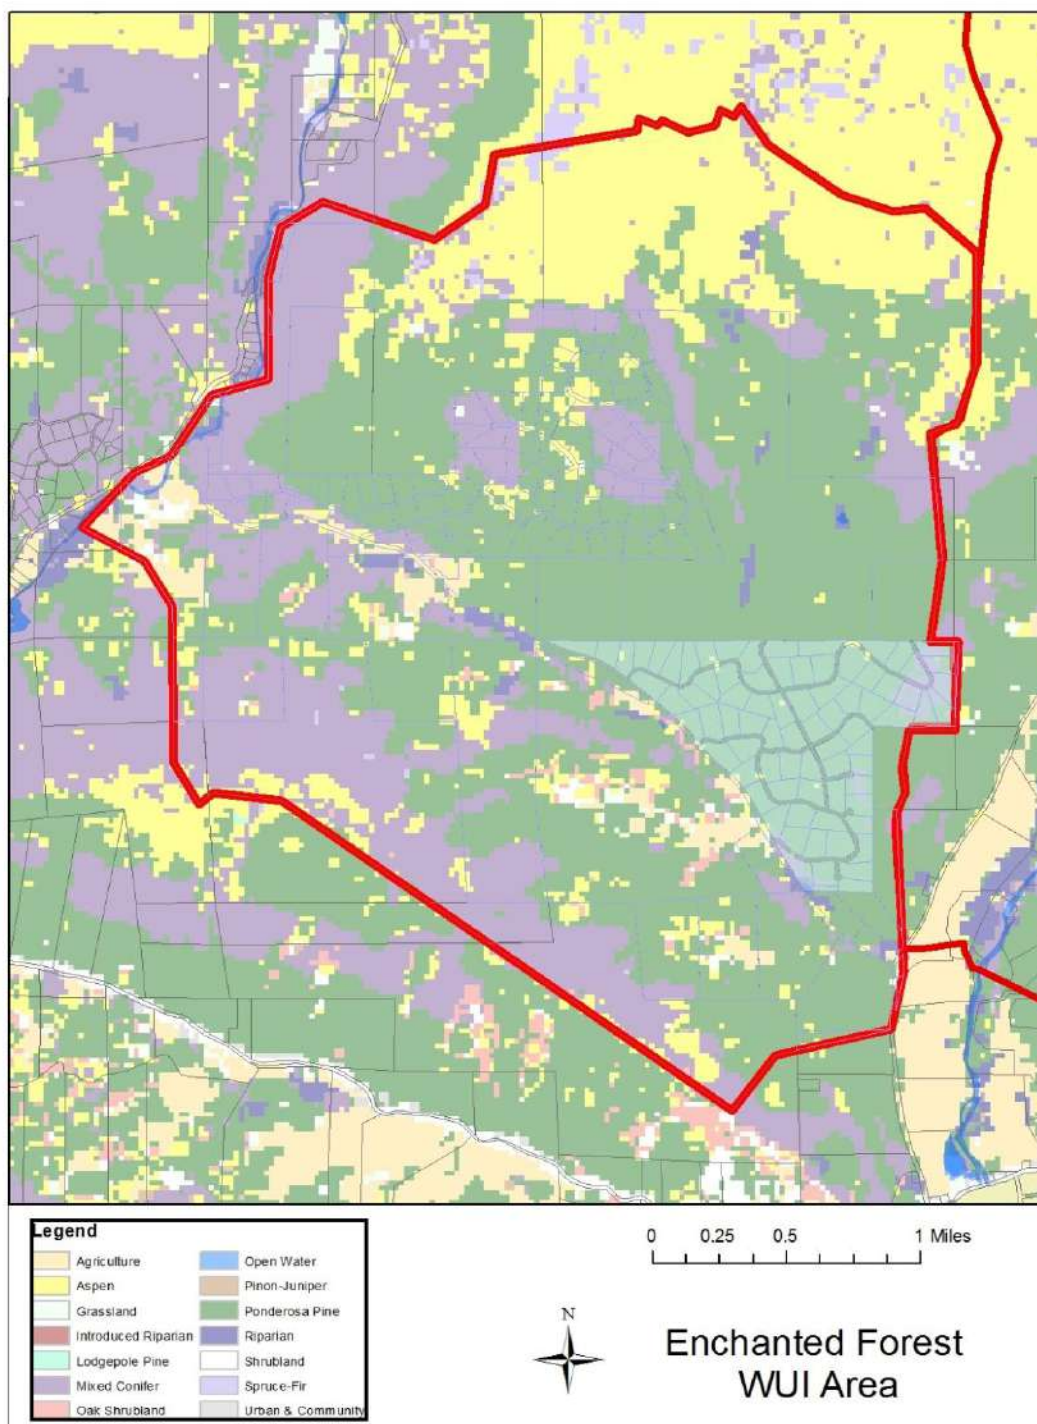 Legend
Agriculture
Aspen
Grassland
Introduced Riparian
Lodgepole Pine
Mixed Conifer
Oak Shrubland
Open Water
Pinon-Juniper
Ponderosa Pine
Riparian
Shrubland
Spruce-Fir
Urban & Community
0 0.25 0.5 1 Miles
N
Enchanted Forest
WUI Area